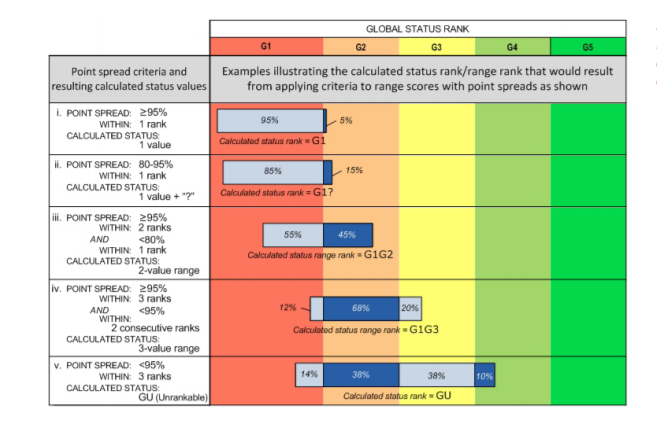 GLOBAL STATUS RANK
G1 G2 G3 G4 G5
Point spread criteria and
resulting calculated status values
Examples illustrating the calculated status rank/range rank that would result
from applying criteria to range scores with point spreads as shown
i. POINT SPREAD: ≥95%
WITHIN: 1 rank
CALCULATED STATUS:
1 value
95% 5%
Calculated status rank = G1
ii. POINT SPREAD: 80-95%
WITHIN: 1 rank
CALCULATED STATUS:
1 value + "?"
85% 15%
Calculated status rank = G1?
iii. POINT SPREAD: ≥95%
WITHIN: 2 ranks
AND <80%
WITHIN: 1 rank
CALCULATED STATUS:
2-value range
55% 45%
Calculated status range rank = G1G2
iv. POINT SPREAD: ≥95%
WITHIN: 3 ranks
AND <95%
WITHIN:
2 consecutive ranks
CALCULATED STATUS:
3-value range
12% 68% 20%
Calculated status range rank = G1G3
v. POINT SPREAD: <95%
WITHIN: 3 ranks
CALCULATED STATUS:
GU (Unrankable)
14% 38% 38% 10%
Calculated status rank = GU